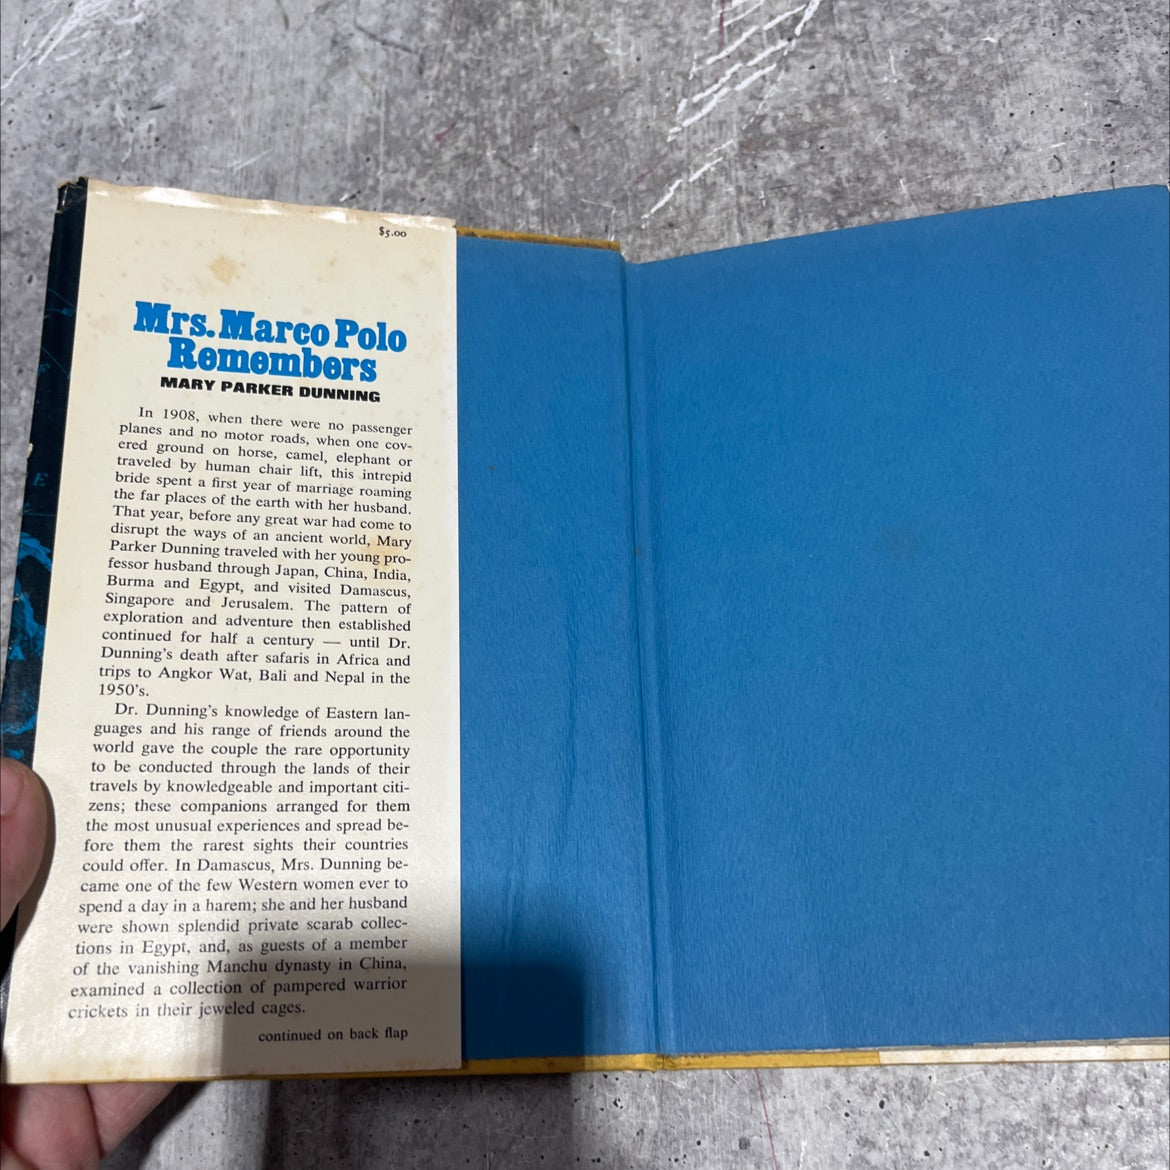 $5.00
Mrs. Marco Polo
Remembers
MARY PARKER DUNNING
In 1908, when there were no passenger
planes and no motor roads, when one cov-
ered ground on horse, camel, elephant or
traveled by human chair lift, this intrepid
bride spent a first year of marriage roaming
the far places of the earth with her husband.
That year, before any great war had come to
disrupt the ways of an ancient world, Mary
Parker Dunning traveled with her young pro-
fessor husband through Japan, China, India,
Burma and Egypt, and visited Damascus,
Singapore and Jerusalem. The pattern of
exploration and adventure then established
continued for half a century — until Dr.
Dunning's death after safaris in Africa and
trips to Angkor Wat, Bali and Nepal in the
1950's.
Dr. Dunning's knowledge of Eastern lan-
guages and his range of friends around the
world gave the couple the rare opportunity
to be conducted through the lands of their
travels by knowledgeable and important citi-
zens; these companions arranged for them
the most unusual experiences and spread be-
fore them the rarest sights their countries
could offer. In Damascus, Mrs. Dunning be-
came one of the few Western women ever to
spend a day in a harem; she and her husband
were shown splendid private scarab collec-
tions in Egypt, and, as guests of a member
of the vanishing Manchu dynasty in China,
examined a collection of pampered warrior
crickets in their jeweled cages.
continued on back flap